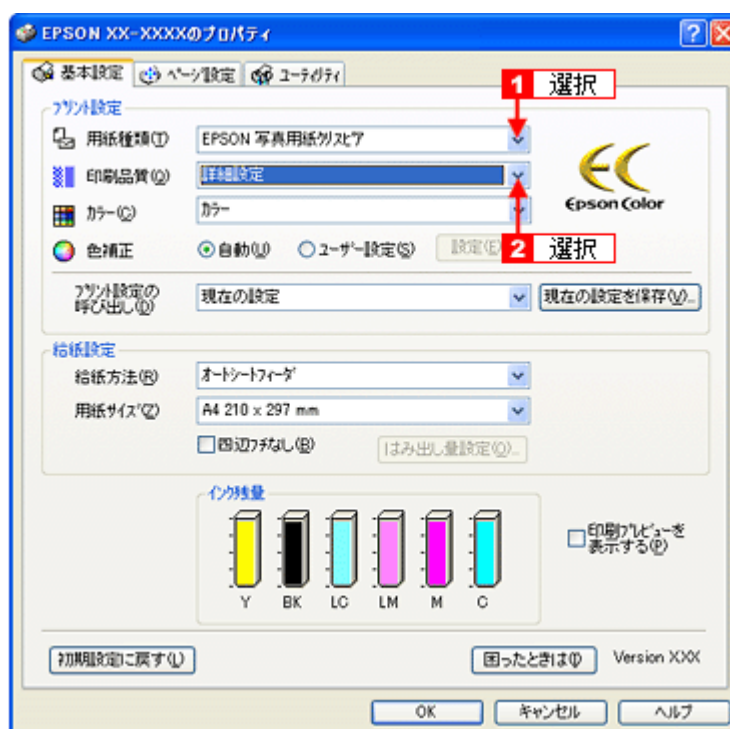 EPSON XX-XXXXのプロパティ
基本設定 ページ設定 ユーティリティ
1 選択
プリント設定
用紙種類(T) EPSON 写真用紙クリスピア
印刷品質(Q) 詳細設定
カラー(C) カラー
Epson Color
色補正 自動(U) ユーザー設定(S) 設定(E)
2 選択
プリント設定の
呼び出し(D) 現在の設定 現在の設定を保存(V)...
給紙設定
給紙方法(R) オートシートフィーダ
用紙サイズ(Z) A4 210 x 297 mm
四辺フチなし(B) はみ出し量設定(O)...
インク残量
Y BK LC LM M C
印刷プレビューを
表示する(P)
初期設定に戻す(L) 困ったときは(I) Version X.XX
OK キャンセル ヘルプ